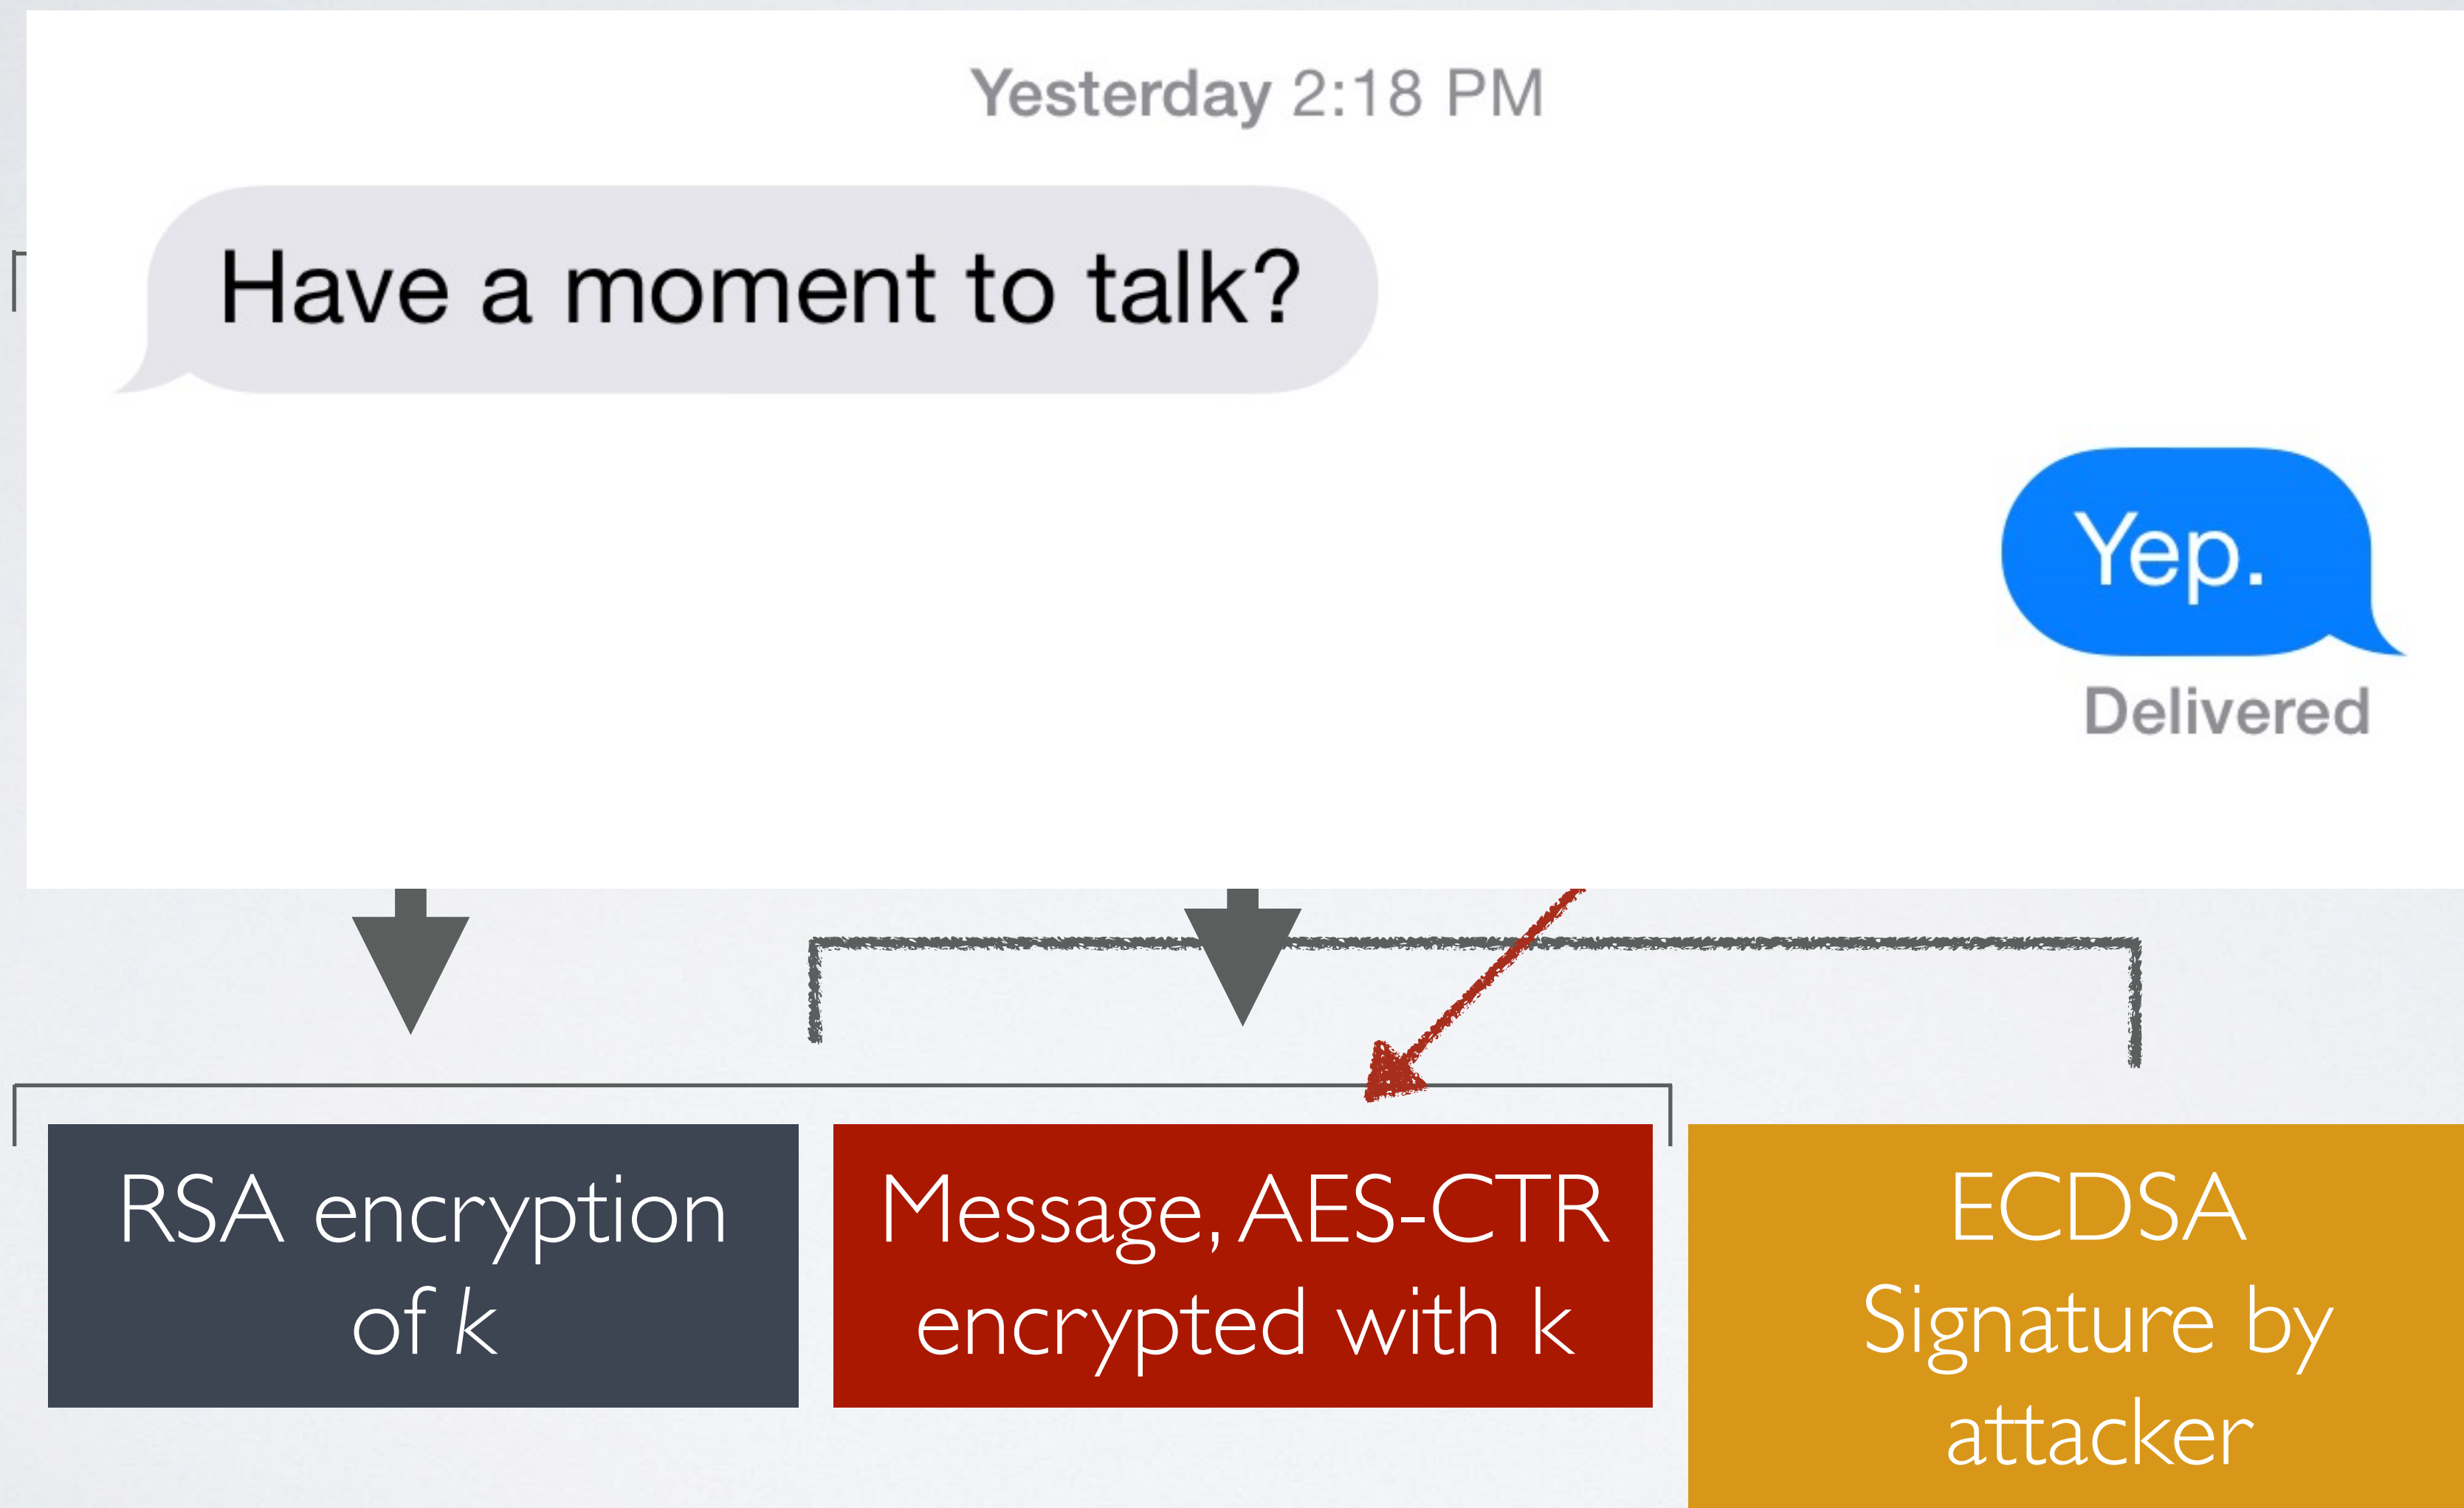 Yesterday 2:18 PM
Have a moment to talk?
Yep.
Delivered
RSA encryption
of k
Message, AES-CTR
encrypted with k
ECDSA
Signature by
attacker